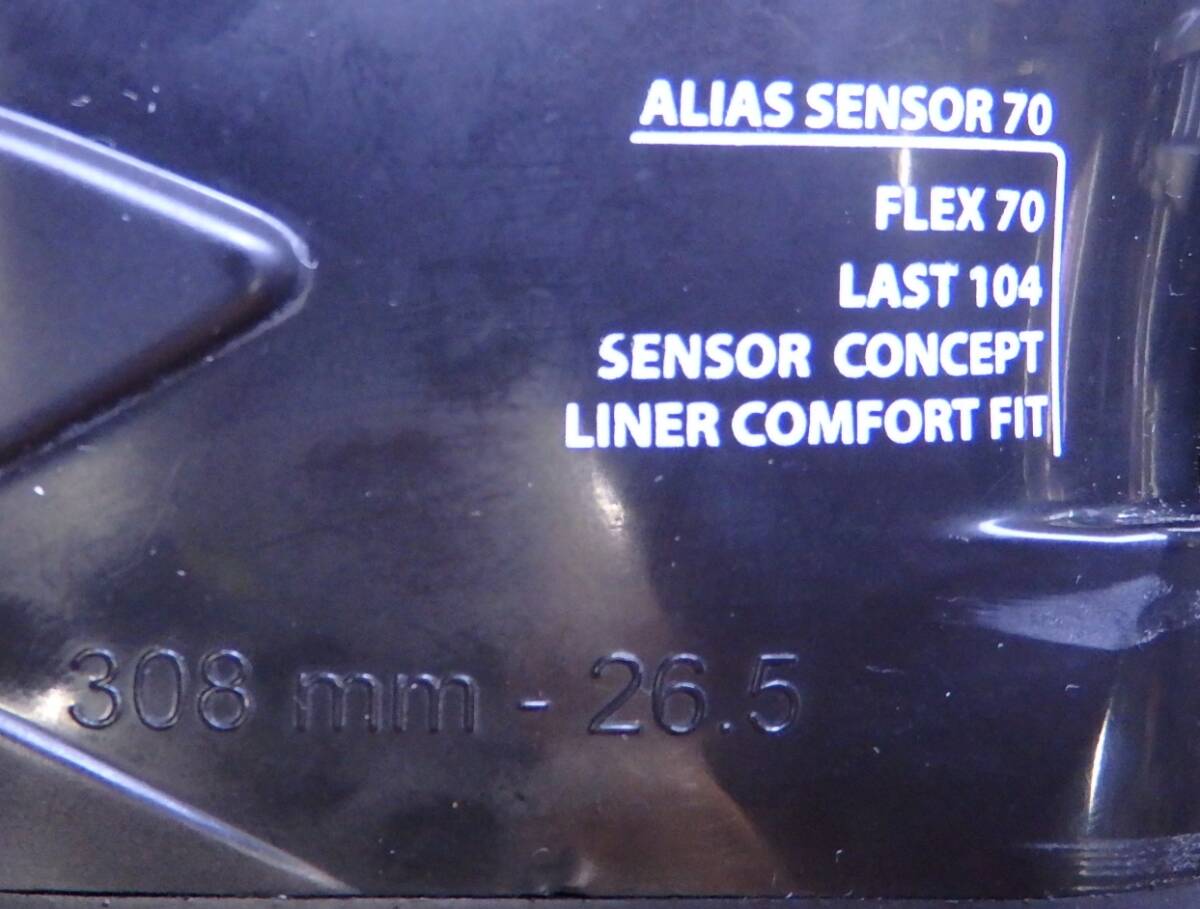 ALIAS SENSOR 70
FLEX 70
LAST 104
SENSOR CONCEPT
LINER COMFORT FIT
308 mm - 26.5